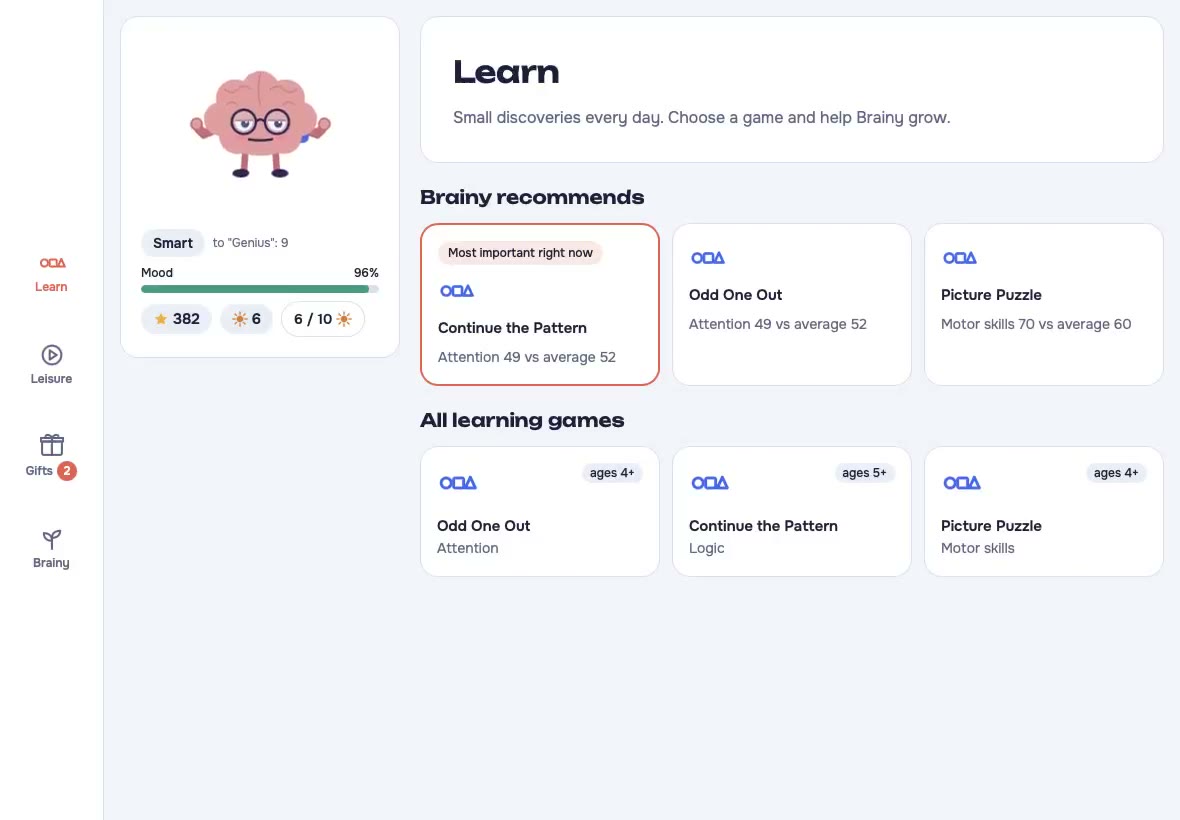 Learn
Leisure
Gifts 2
Brainy
Smart to "Genius": 9
Mood 96%
382 6 6 / 10
Learn
Small discoveries every day. Choose a game and help Brainy grow.
Brainy recommends
Most important right now
Continue the Pattern
Attention 49 vs average 52
Odd One Out
Attention 49 vs average 52
Picture Puzzle
Motor skills 70 vs average 60
All learning games
ages 4+
Odd One Out
Attention
ages 5+
Continue the Pattern
Logic
ages 4+
Picture Puzzle
Motor skills